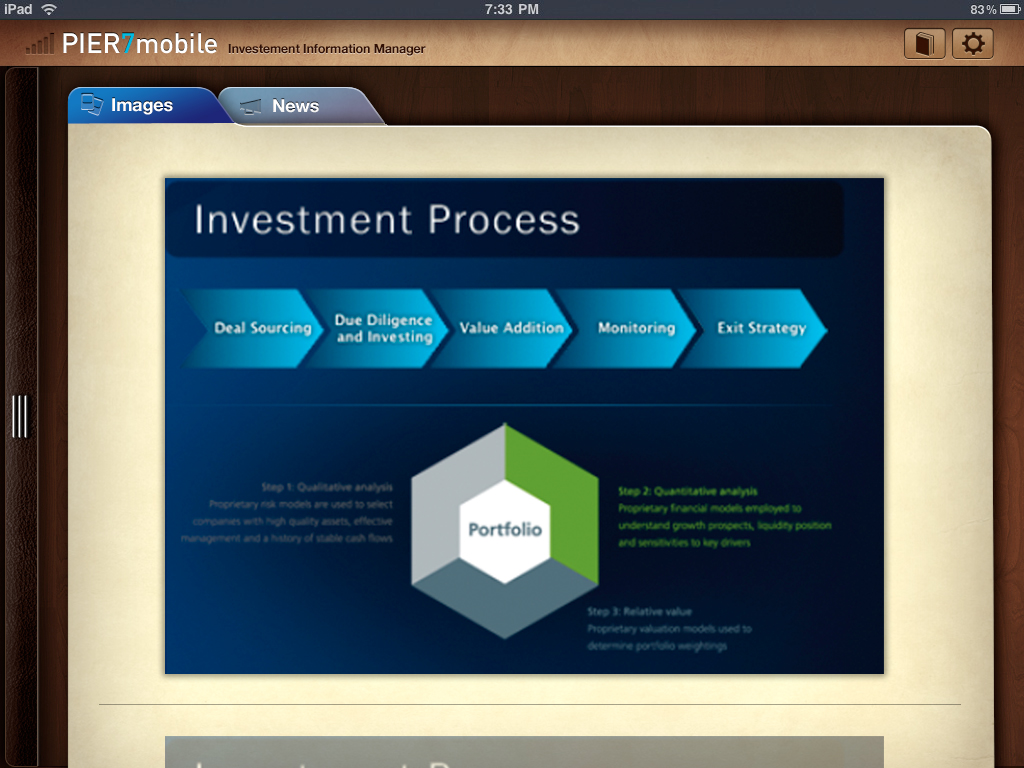 iPad 7:33 PM 83%
PIER7mobile Investement Information Manager
Images News
Investment Process
Deal Sourcing
Due Diligence
and Investing
Value Addition
Monitoring
Exit Strategy
Step 1: Qualitative analysis
Proprietary risk models are used to select
companies with high quality assets, effective
management and a history of stable cash flows
Portfolio
Step 2: Quantitative analysis
Proprietary financial models employed to
understand growth prospects, liquidity position
and sensitivities to key drivers
Step 3: Relative value
Proprietary valuation models used to
determine portfolio weightings